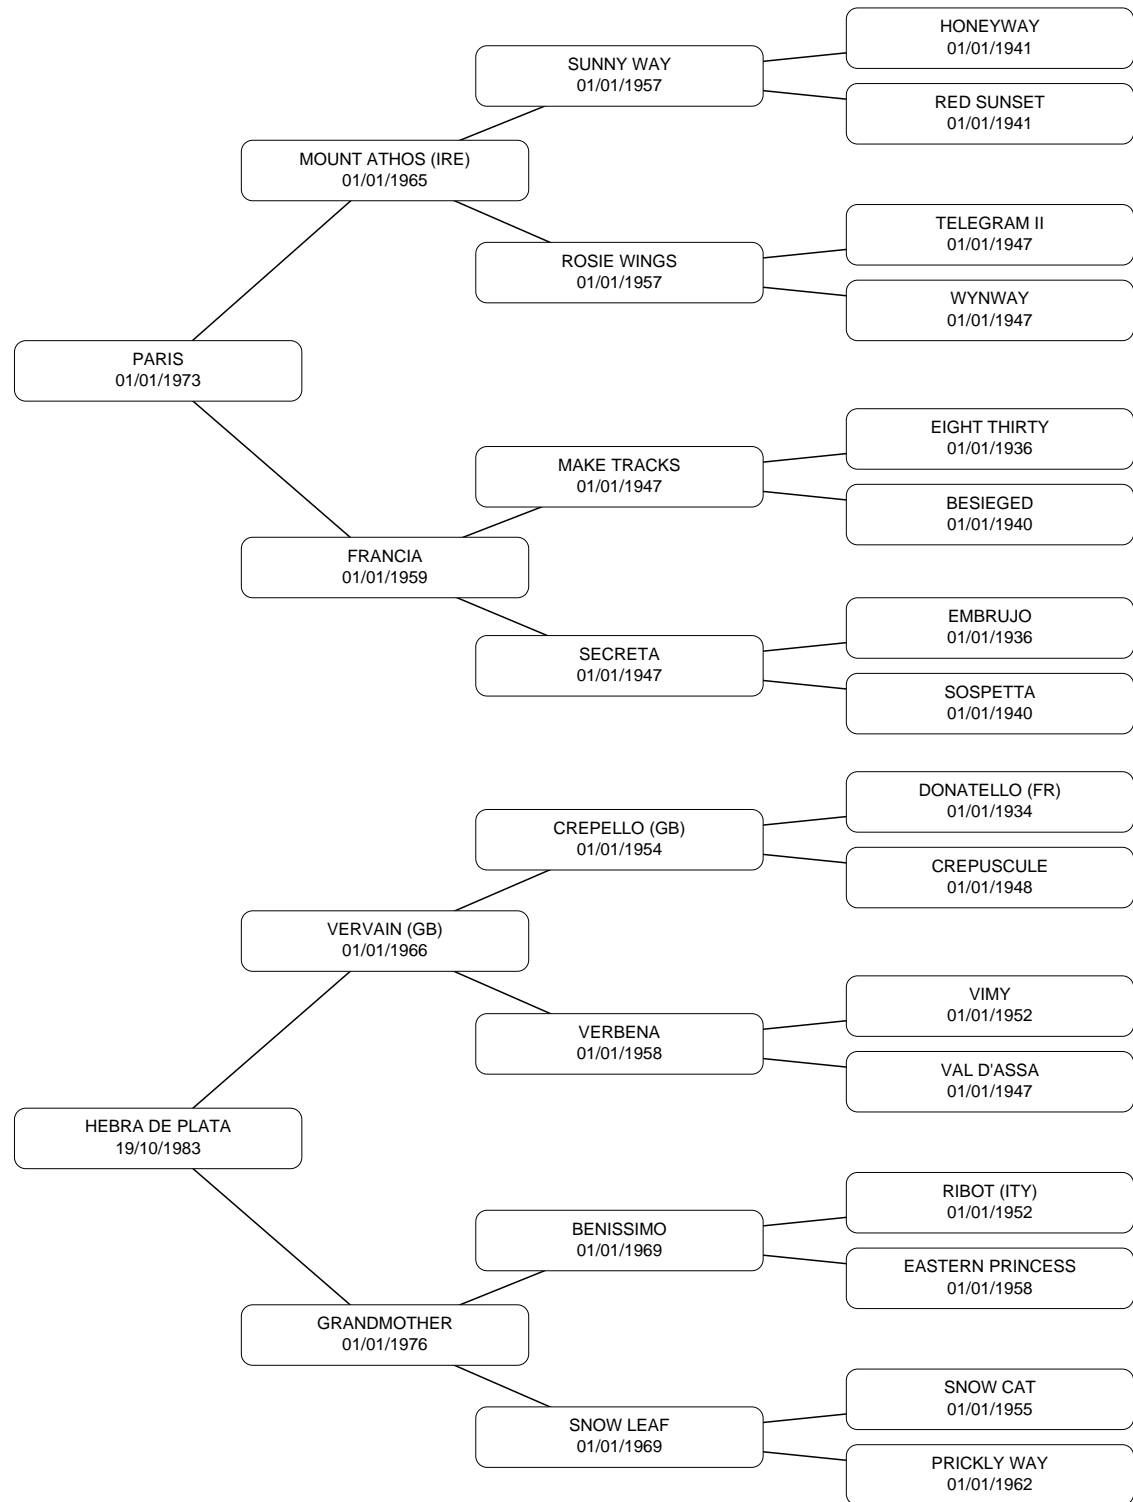 HONEYWAY
01/01/1941
SUNNY WAY
01/01/1957
RED SUNSET
01/01/1941
MOUNT ATHOS (IRE)
01/01/1965
TELEGRAM II
01/01/1947
ROSIE WINGS
01/01/1957
WYNWAY
01/01/1947
PARIS
01/01/1973
EIGHT THIRTY
01/01/1936
MAKE TRACKS
01/01/1947
BESIEGED
01/01/1940
FRANCIA
01/01/1959
EMBRUJO
01/01/1936
SECRETA
01/01/1947
SOSPETTA
01/01/1940
DONATELLO (FR)
01/01/1934
CREPELLO (GB)
01/01/1954
CREPUSCULE
01/01/1948
VERVAIN (GB)
01/01/1966
VIMY
01/01/1952
VERBENA
01/01/1958
VAL D'ASSA
01/01/1947
HEBRA DE PLATA
19/10/1983
RIBOT (ITY)
01/01/1952
BENISSIMO
01/01/1969
EASTERN PRINCESS
01/01/1958
GRANDMOTHER
01/01/1976
SNOW CAT
01/01/1955
SNOW LEAF
01/01/1969
PRICKLY WAY
01/01/1962